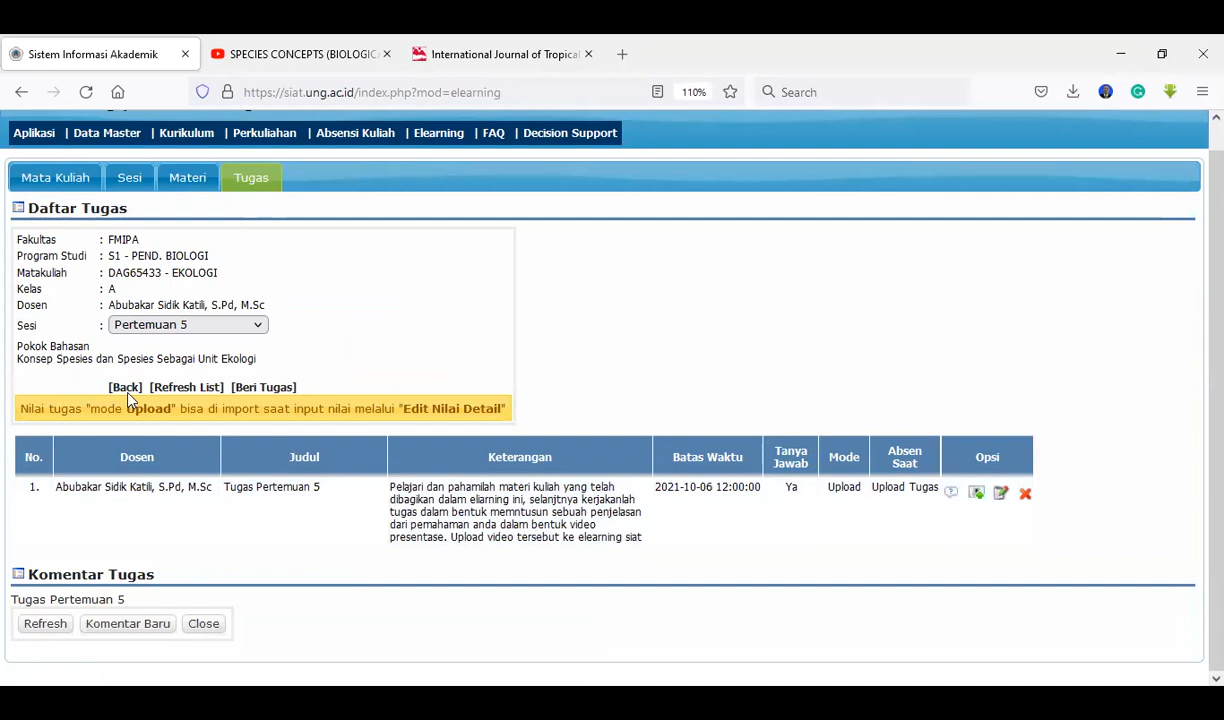 Sistem Informasi Akademik
SPECIES CONCEPTS (BIOLOGICA
International Journal of Tropical
https://siat.ung.ac.id/index.php?mod=elearning
110%
Search
Aplikasi | Data Master | Kurikulum | Perkuliahan | Absensi Kuliah | Elearning | FAQ | Decision Support
Mata Kuliah Sesi Materi Tugas
Daftar Tugas
Fakultas : FMIPA
Program Studi : S1 - PEND. BIOLOGI
Matakuliah : DAG65433 - EKOLOGI
Kelas : A
Dosen : Abubakar Sidik Katili, S.Pd, M.Sc
Sesi : Pertemuan 5
Pokok Bahasan
Konsep Spesies dan Spesies Sebagai Unit Ekologi
[Back] [Refresh List] [Beri Tugas]
Nilai tugas "mode Upload" bisa di import saat input nilai melalui "Edit Nilai Detail"
No. Dosen Judul Keterangan Batas Waktu Tanya Jawab Mode Absen Saat Opsi
1. Abubakar Sidik Katili, S.Pd, M.Sc Tugas Pertemuan 5 Pelajari dan pahamilah materi kuliah yang telah 2021-10-06 12:00:00 Ya Upload Upload Tugas
dibagikan dalam eliarning ini, selanjtnya kerjakanlah
tugas dalam bentuk memntusun sebuah penjelasan
dari pemahaman anda dalam bentuk video
presentase. Upload video tersebut ke elearning siat
Komentar Tugas
Tugas Pertemuan 5
Refresh Komentar Baru Close